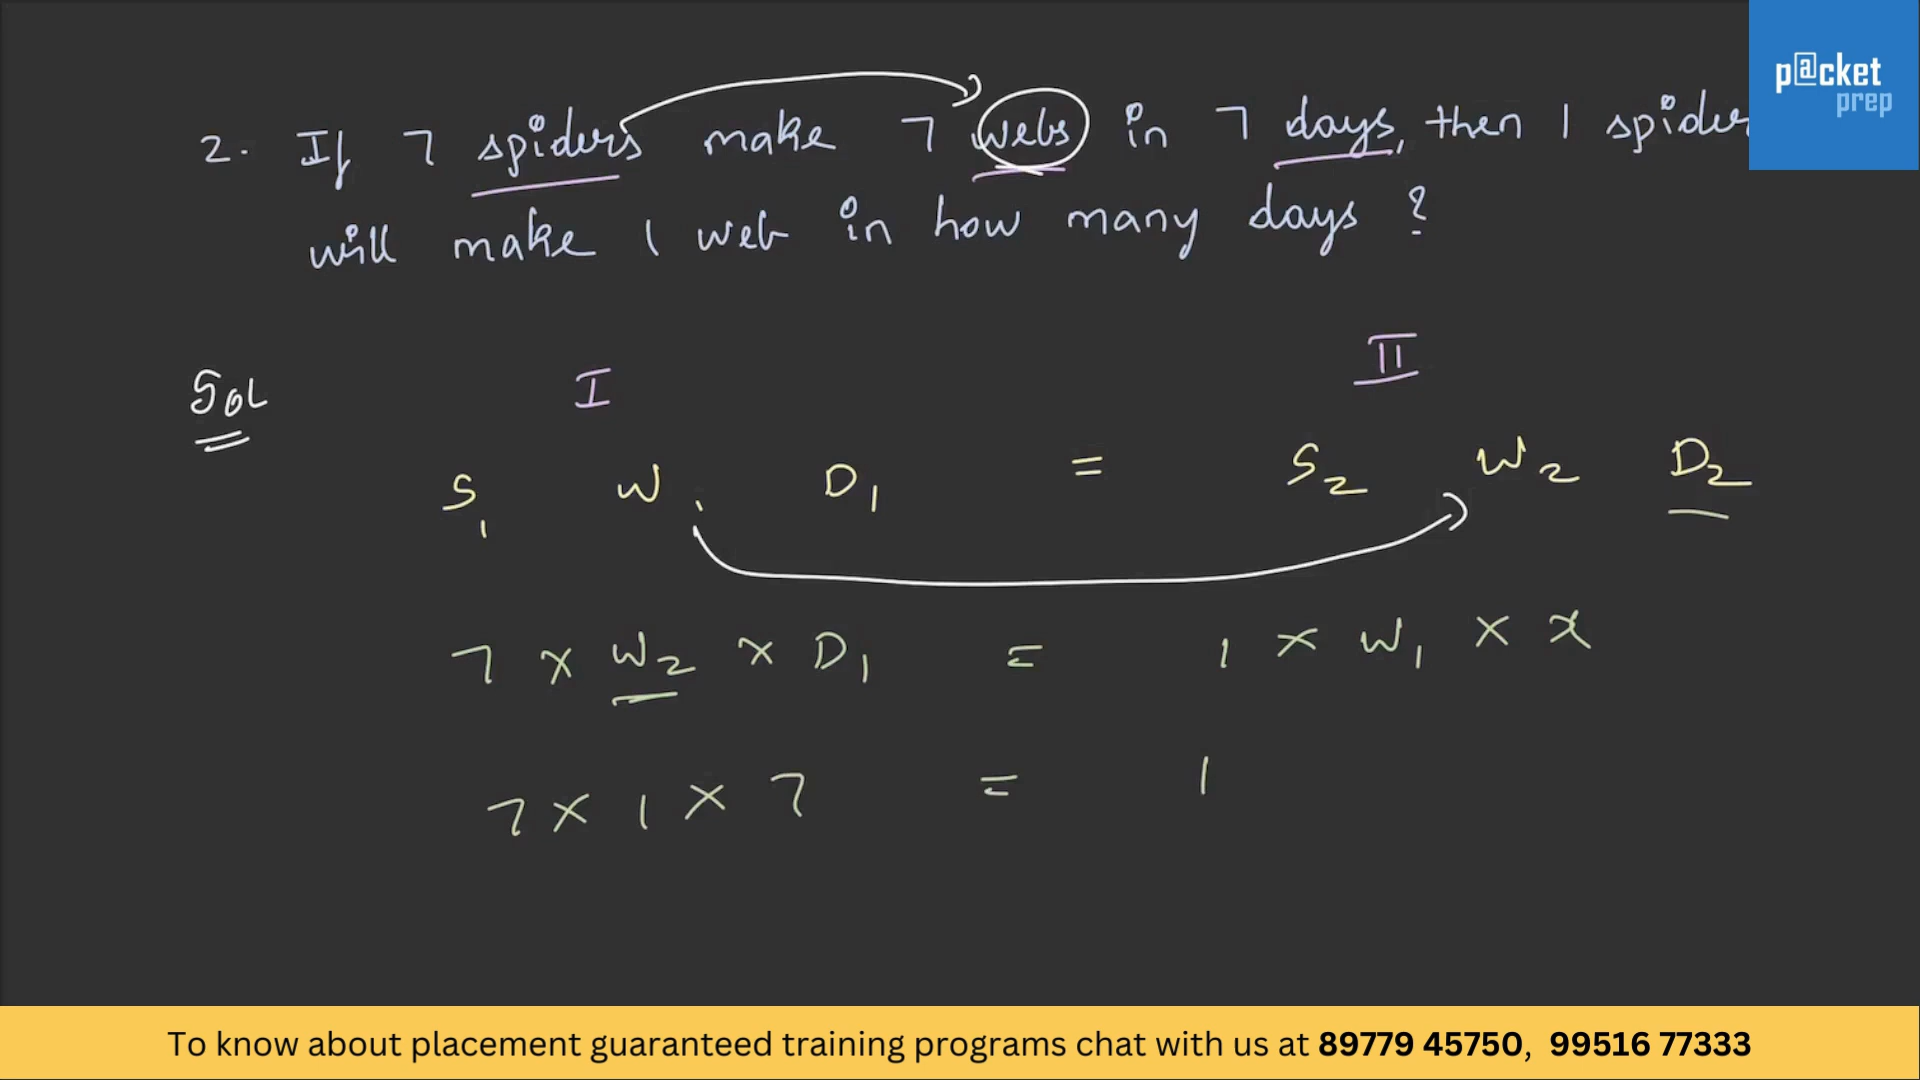 p@cket
prep
2. If 7 spiders make 7 webs in 7 days, then 1 spider
will make 1 web in how many days ?
I II
Sol
S1 W1 D1 = S2 W2 D2
7 × W2 × D1 = 1 × W1 × x
7 × 1 × 7 = 1
To know about placement guaranteed training programs chat with us at 89779 45750, 99516 77333